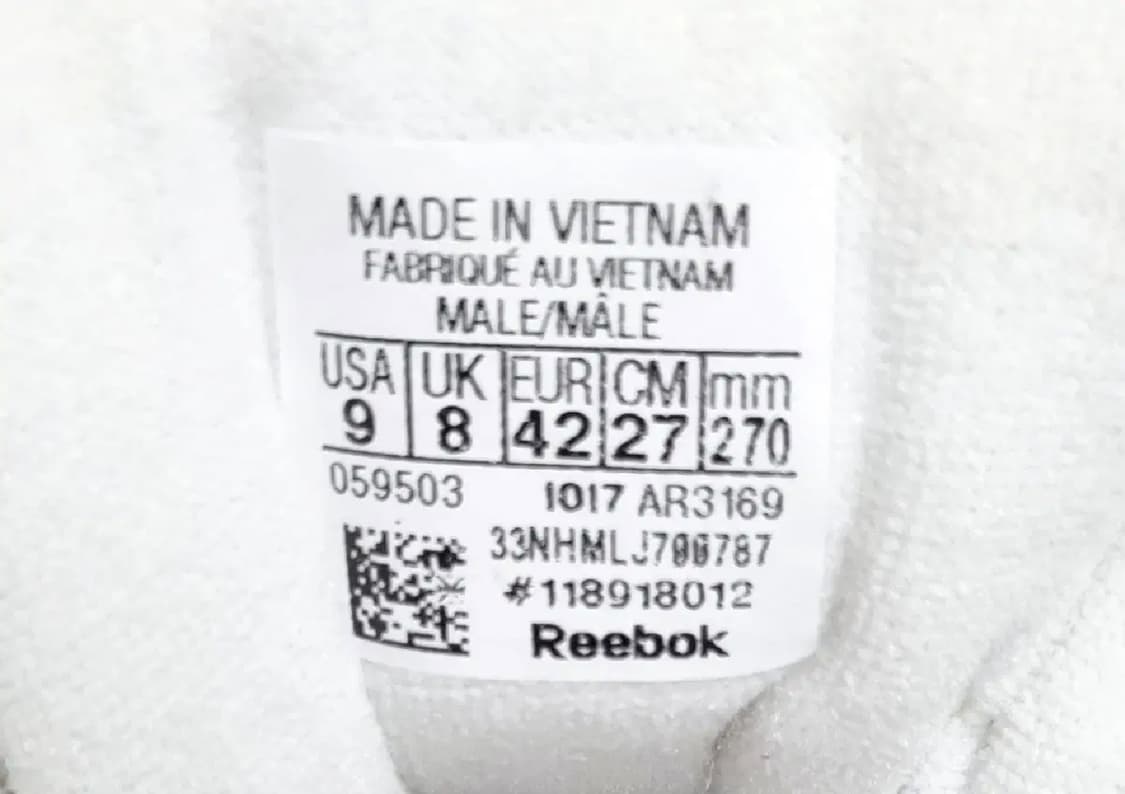 MADE IN VIETNAM
FABRIQUÉ AU VIETNAM
MALE/MÂLE
USA UK EUR CM mm
9 8 42 27 270
059503 1017 AR3169
#118918012
Reebok